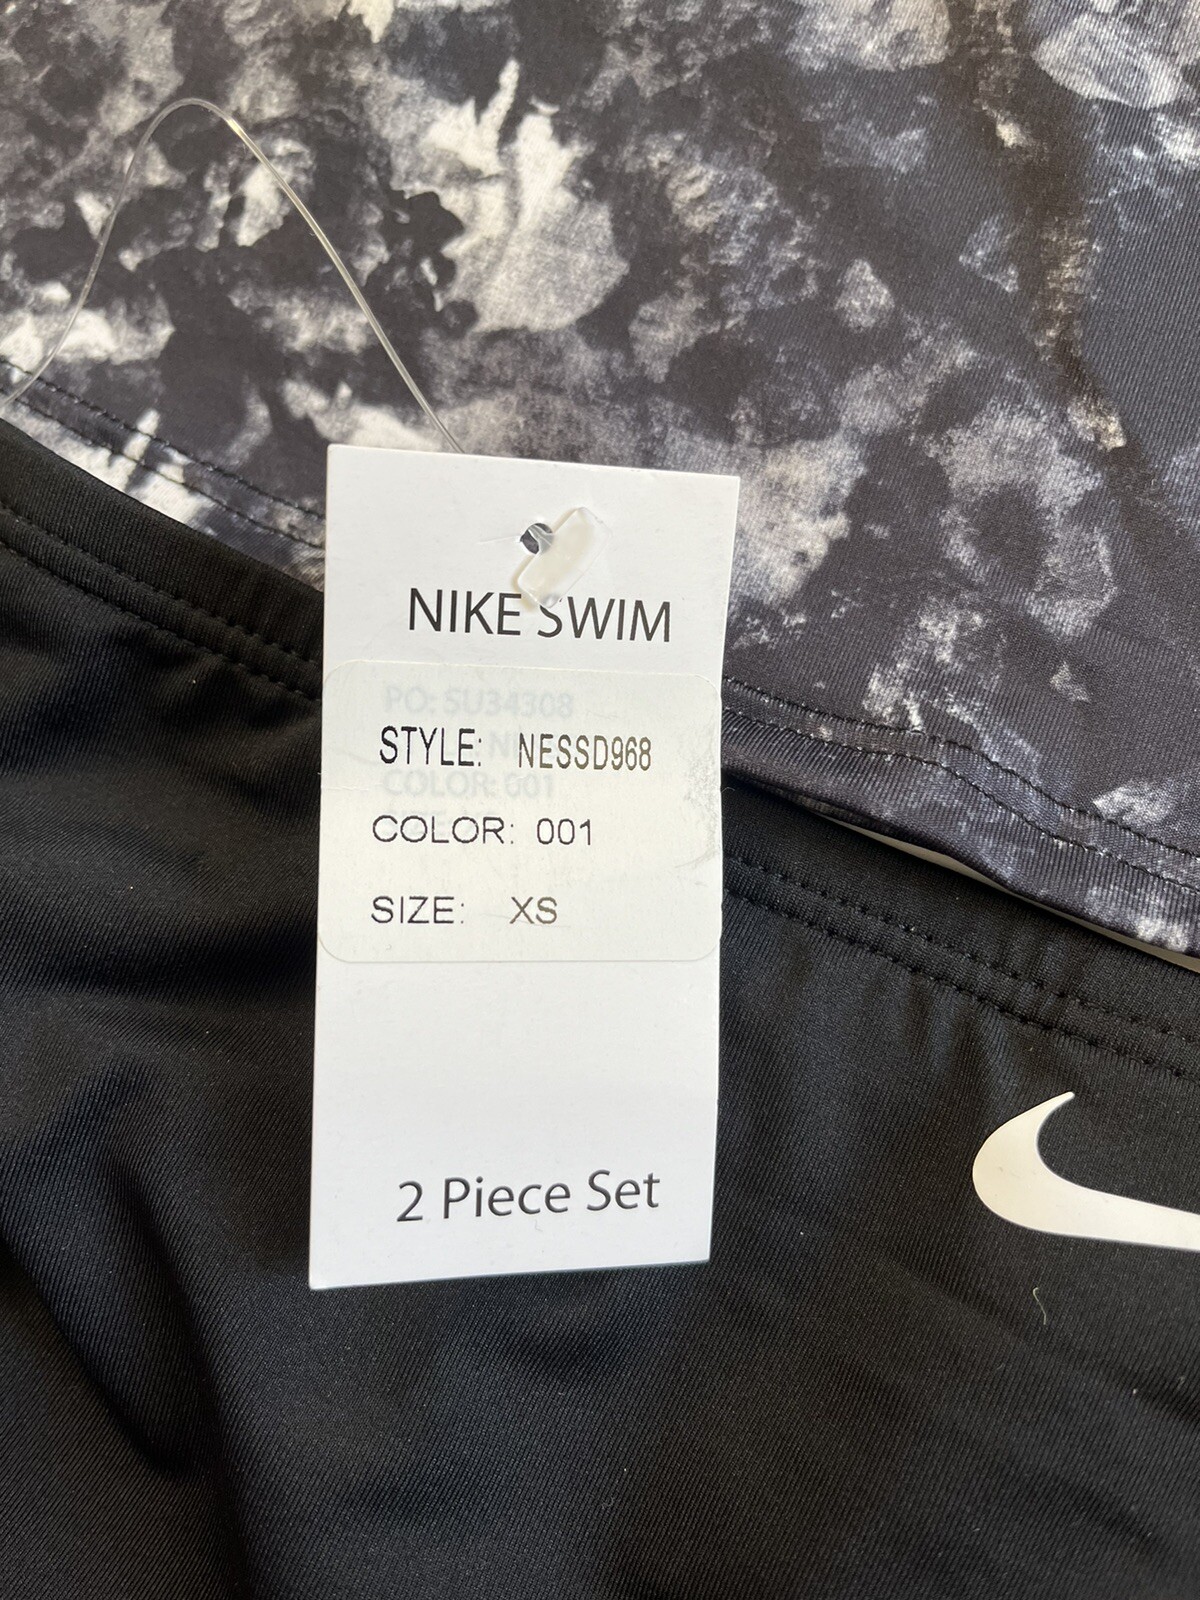 NIKE SWIM
PO: SU34308
STYLE: NESSD968
COLOR: 001
COLOR: 001
SIZE: XS
2 Piece Set